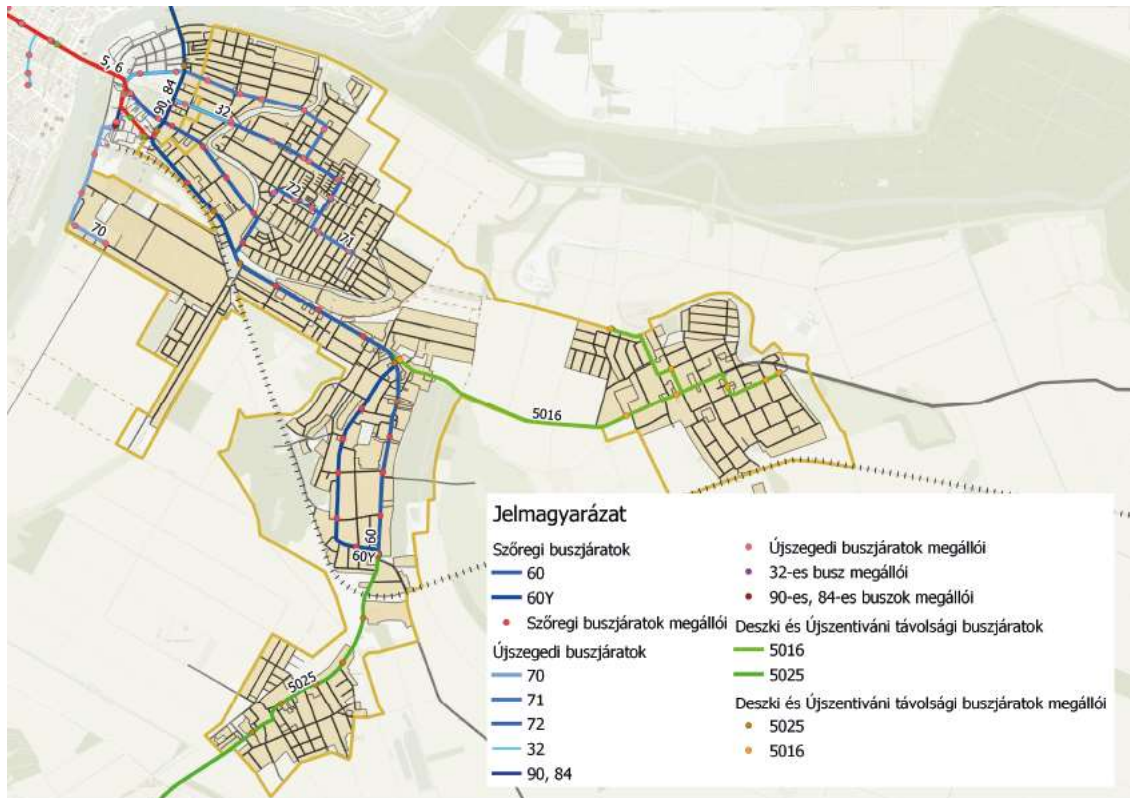 5, 6
90, 84
32
72
71
70
5016
60
60Y
5025
Jelmagyarázat
Szőregi buszjáratok
60
60Y
Szőregi buszjáratok megállói
Újszegedi buszjáratok
70
71
72
32
90, 84
Újszegedi buszjáratok megállói
32-es busz megállói
90-es, 84-es buszok megállói
Deszki és Újszentiváni távolsági buszjáratok
5016
5025
Deszki és Újszentiváni távolsági buszjáratok megállói
5025
5016